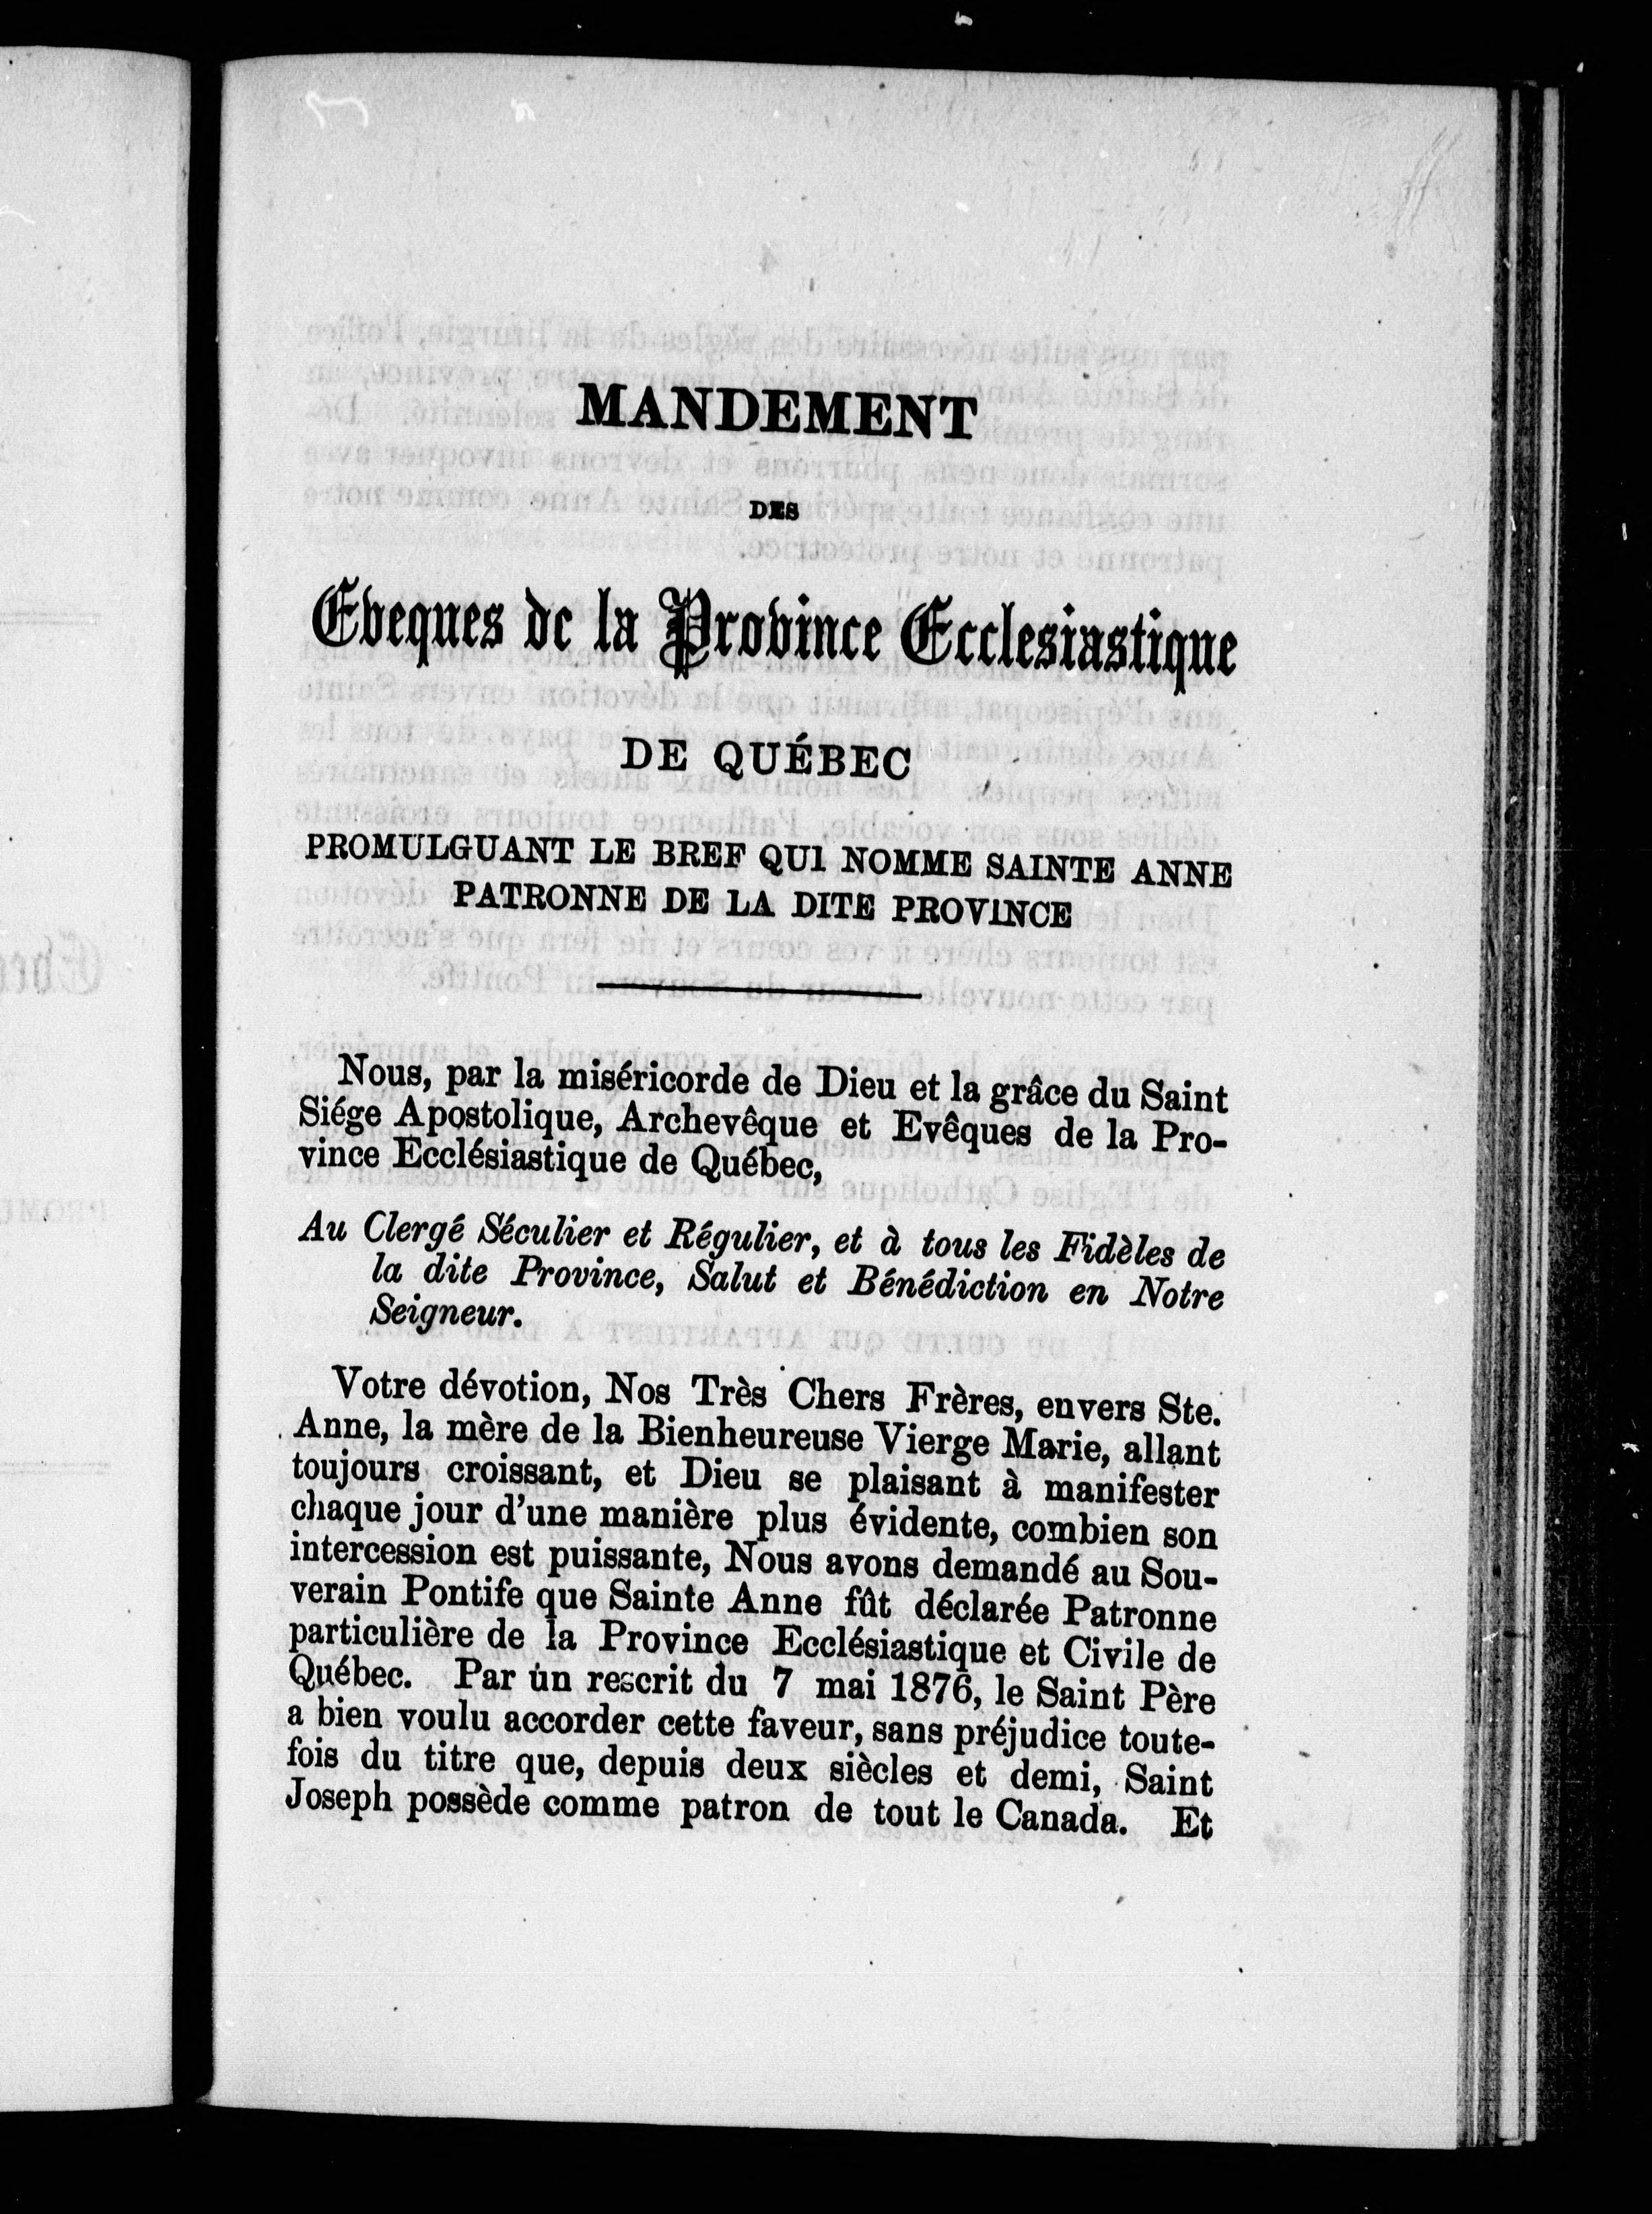 MANDEMENT
DES
Eveques de la Province Ecclesiastique
DE QUÉBEC
PROMULGUANT LE BREF QUI NOMME SAINTE ANNE
PATRONNE DE LA DITE PROVINCE
Nous, par la miséricorde de Dieu et la grâce du Saint
Siége Apostolique, Archevêque et Evêques de la Pro-
vince Ecclésiastique de Québec,
Au Clergé Séculier et Régulier, et à tous les Fidèles de
la dite Province, Salut et Bénédiction en Notre
Seigneur.
Votre dévotion, Nos Très Chers Frères, envers Ste.
Anne, la mère de la Bienheureuse Vierge Marie, allant
toujours croissant, et Dieu se plaisant à manifester
chaque jour d'une manière plus évidente, combien son
intercession est puissante, Nous avons demandé au Sou-
verain Pontife que Sainte Anne fût déclarée Patronne
particulière de la Province Ecclésiastique et Civile de
Québec. Par un rescrit du 7 mai 1876, le Saint Père
a bien voulu accorder cette faveur, sans préjudice toute-
fois du titre que, depuis deux siècles et demi, Saint
Joseph possède comme patron de tout le Canada. Et